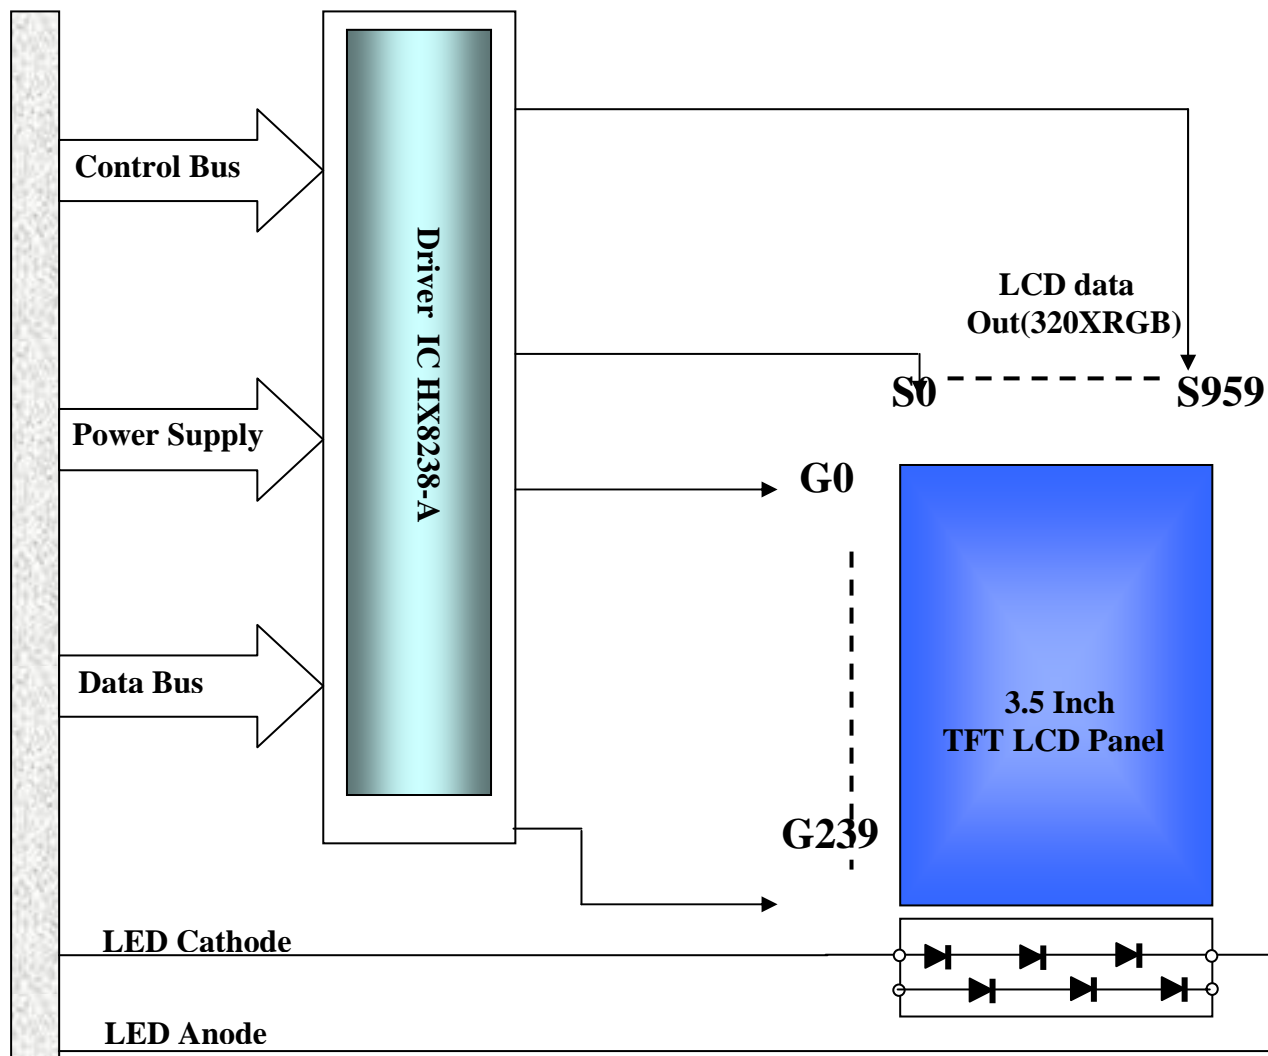 Control Bus
Power Supply
Data Bus
Driver IC HX8238-A
LCD data
Out(320XRGB)
S0
S959
G0
G239
3.5 Inch
TFT LCD Panel
LED Cathode
LED Anode